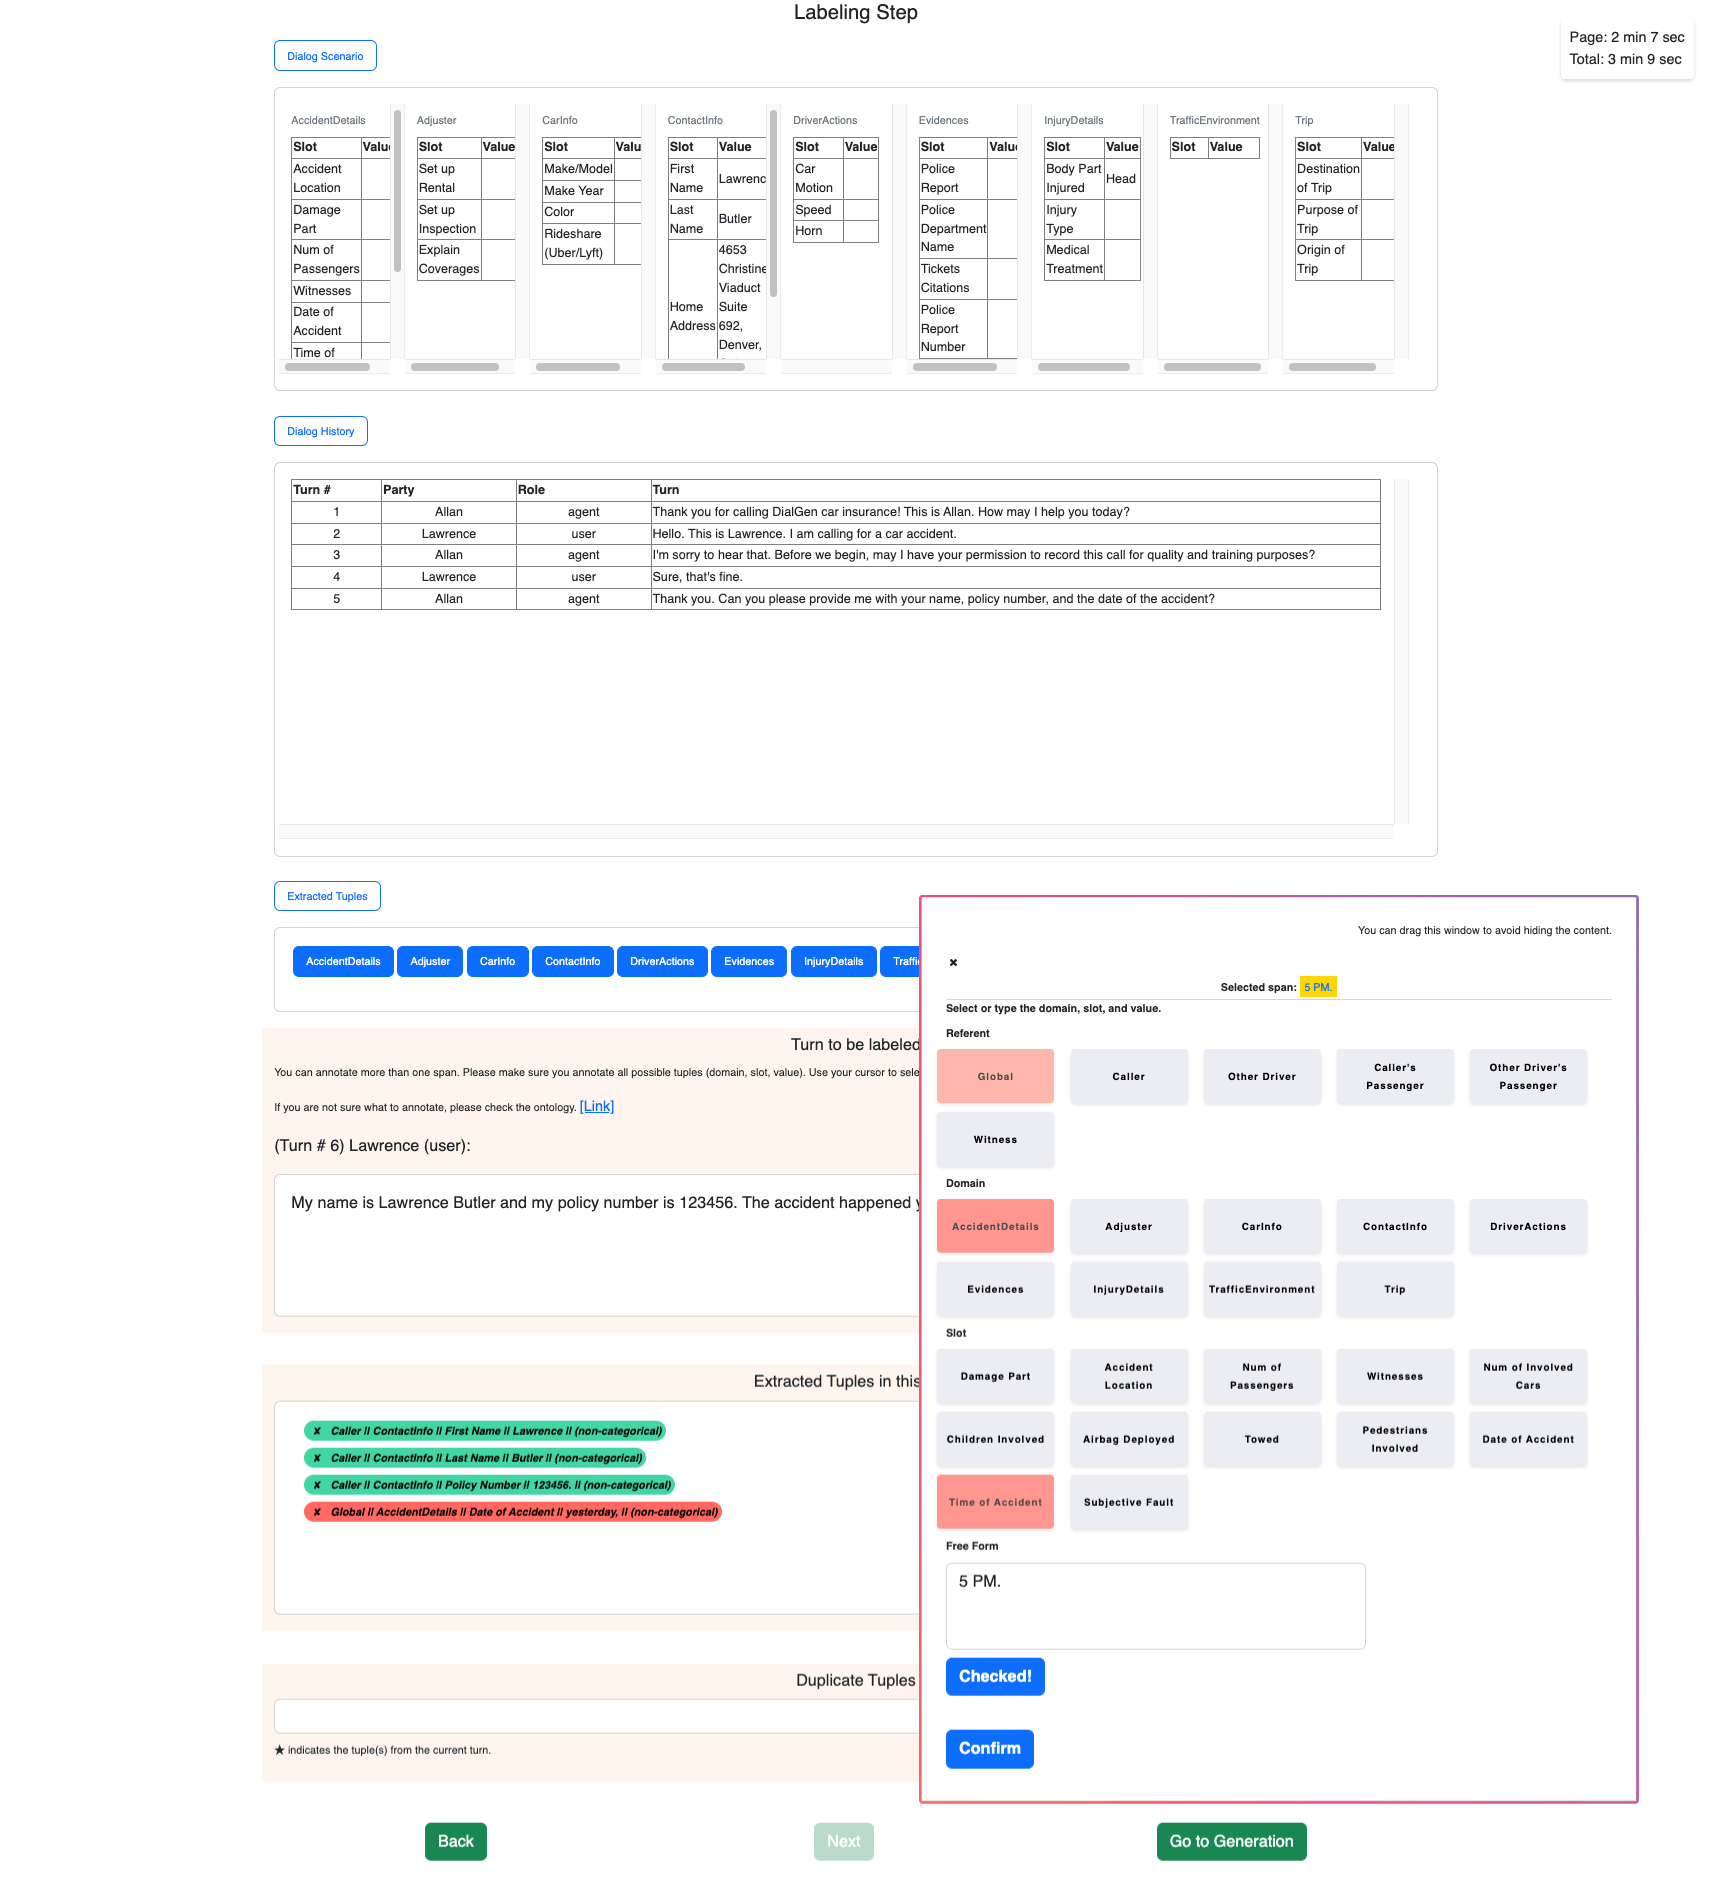 Labeling Step
Page: 2 min 7 sec
Total: 3 min 9 sec
Dialog Scenario
AccidentDetails
Slot Value
Accident Location
Damage Part
Num of Passengers
Witnesses
Date of Accident
Time of
Adjuster
Slot Value
Set up Rental
Set up Inspection
Explain Coverages
CarInfo
Slot Valu
Make/Model
Make Year
Color
Rideshare (Uber/Lyft)
ContactInfo
Slot Value
First Name Lawrenc
Last Name Butler
Home Address 4653 Christine Viaduct Suite 692, Denver,
DriverActions
Slot Value
Car Motion
Speed
Horn
Evidences
Slot Value
Police Report
Police Department Name
Tickets Citations
Police Report Number
InjuryDetails
Slot Value
Body Part Injured Head
Injury Type
Medical Treatment
TrafficEnvironment
Slot Value
Trip
Slot Value
Destination of Trip
Purpose of Trip
Origin of Trip
Dialog History
Turn # Party Role Turn
1 Allan agent Thank you for calling DialGen car insurance! This is Allan. How may I help you today?
2 Lawrence user Hello. This is Lawrence. I am calling for a car accident.
3 Allan agent I'm sorry to hear that. Before we begin, may I have your permission to record this call for quality and training purposes?
4 Lawrence user Sure, that's fine.
5 Allan agent Thank you. Can you please provide me with your name, policy number, and the date of the accident?
Extracted Tuples
AccidentDetails Adjuster CarInfo ContactInfo DriverActions Evidences InjuryDetails Traffi
Turn to be labeled
You can annotate more than one span. Please make sure you annotate all possible tuples (domain, slot, value). Use your cursor to sele
If you are not sure what to annotate, please check the ontology. [Link]
(Turn # 6) Lawrence (user):
My name is Lawrence Butler and my policy number is 123456. The accident happened y
Extracted Tuples in this
✘ Caller || ContactInfo || First Name || Lawrence || (non-categorical)
✘ Caller || ContactInfo || Last Name || Butler || (non-categorical)
✘ Caller || ContactInfo || Policy Number || 123456. || (non-categorical)
✘ Global || AccidentDetails || Date of Accident || yesterday, || (non-categorical)
Duplicate Tuples
★ indicates the tuple(s) from the current turn.
You can drag this window to avoid hiding the content.
✖
Selected span: 5 PM.
Select or type the domain, slot, and value.
Referent
Global Caller Other Driver Caller's Passenger Other Driver's Passenger
Witness
Domain
AccidentDetails Adjuster CarInfo ContactInfo DriverActions
Evidences InjuryDetails TrafficEnvironment Trip
Slot
Damage Part Accident Location Num of Passengers Witnesses Num of Involved Cars
Children Involved Airbag Deployed Towed Pedestrians Involved Date of Accident
Time of Accident Subjective Fault
Free Form
5 PM.
Checked!
Confirm
Back Next Go to Generation